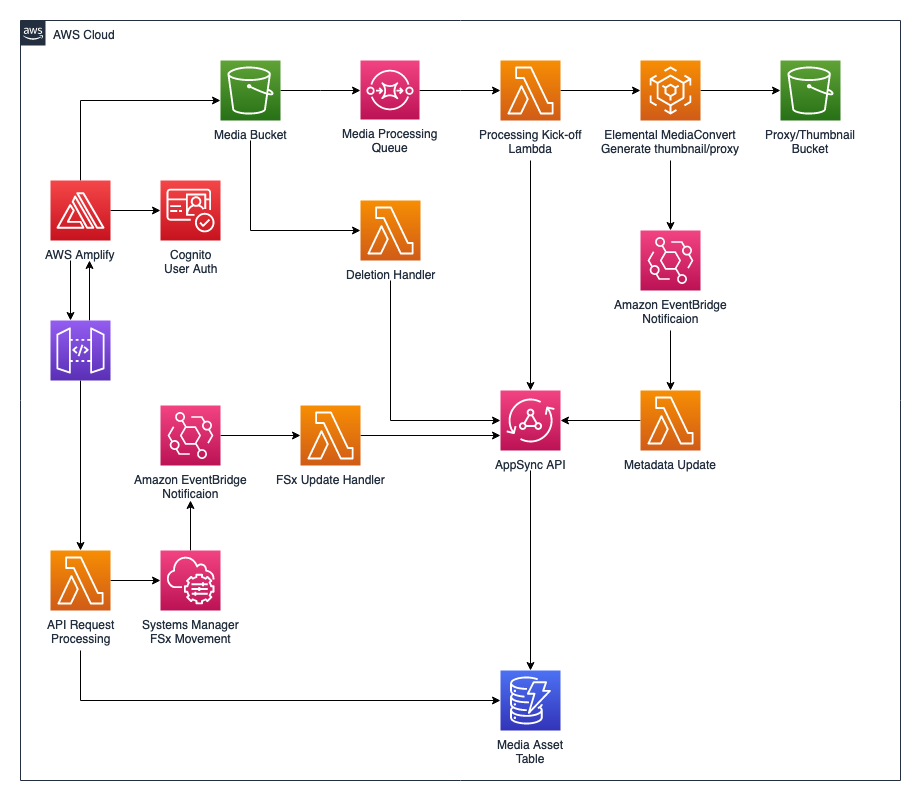 aws
AWS Cloud
Media Bucket
Media Processing
Queue
Processing Kick-off
Lambda
Elemental MediaConvert
Generate thumbnail/proxy
Proxy/Thumbnail
Bucket
AWS Amplify
Cognito
User Auth
Deletion Handler
Amazon EventBridge
Notificaion
</>
Amazon EventBridge
Notificaion
FSx Update Handler
AppSync API
Metadata Update
API Request
Processing
Systems Manager
FSx Movement
Media Asset
Table